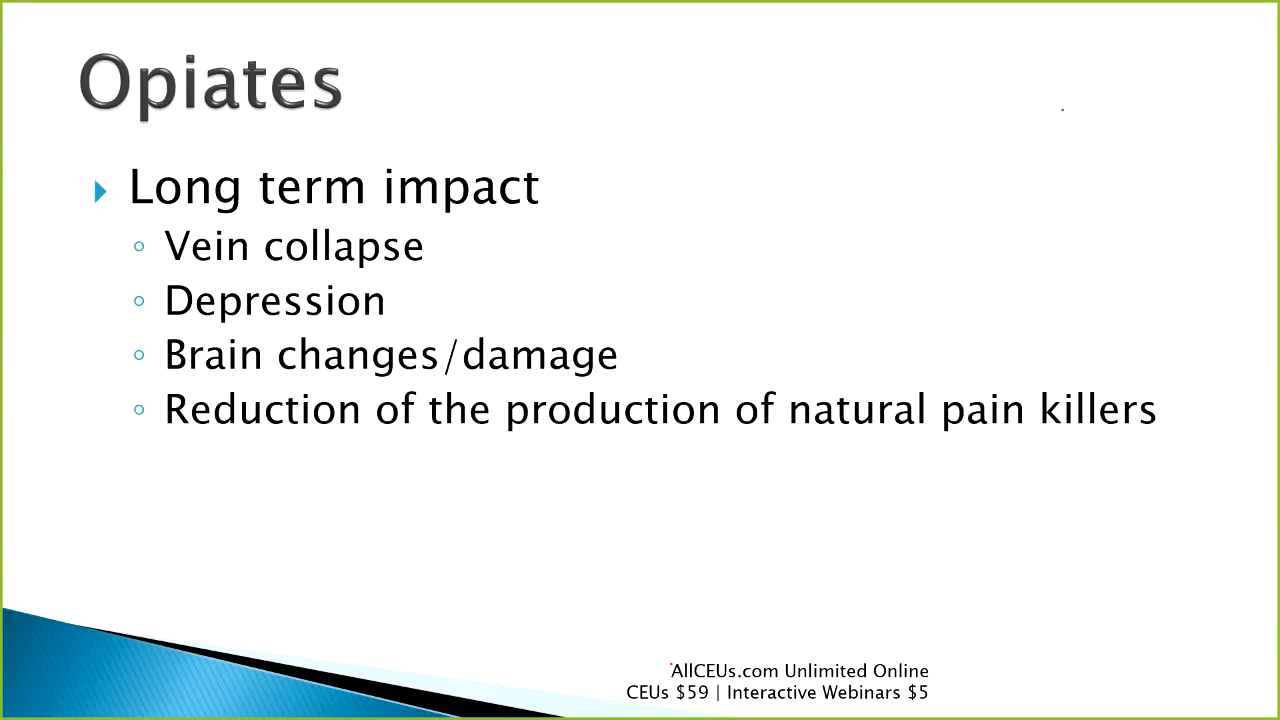 Opiates
Long term impact
Vein collapse
Depression
Brain changes/damage
Reduction of the production of natural pain killers
AllCEUs.com Unlimited Online
CEUs $59 | Interactive Webinars $5